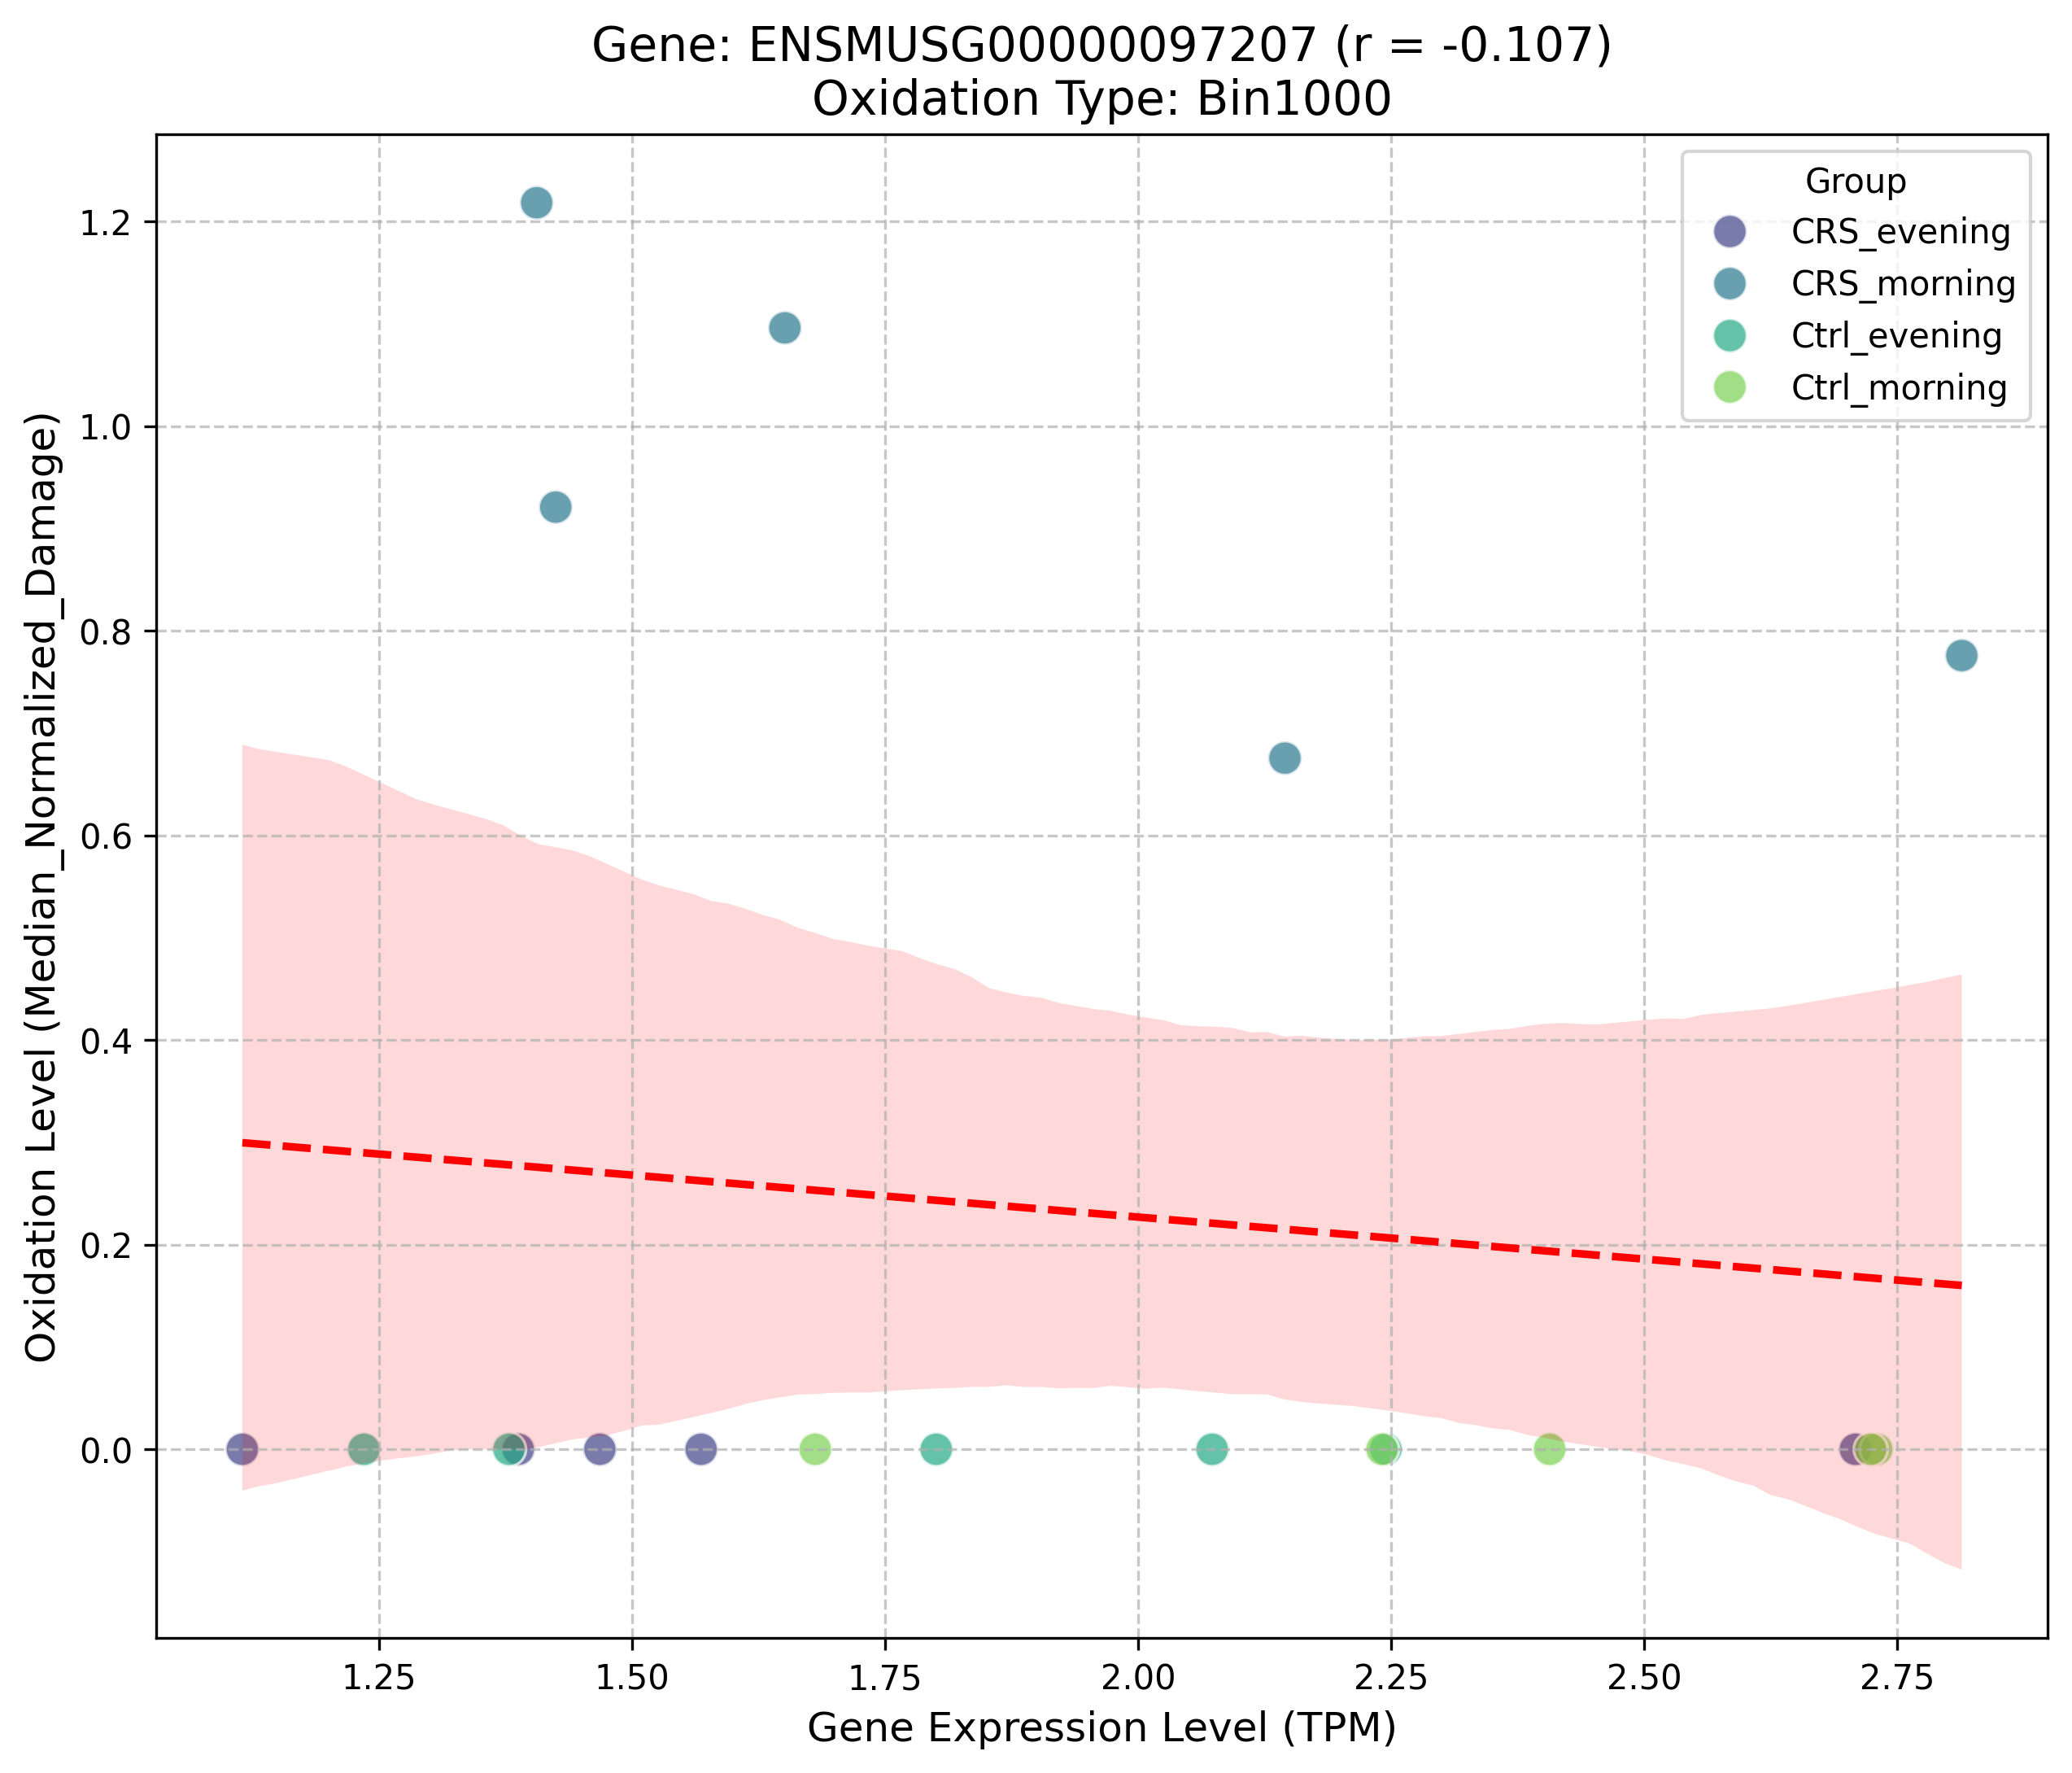 Gene: ENSMUSG00000097207 (r = -0.107)
Oxidation Type: Bin1000
Group
CRS_evening
CRS_morning
Ctrl_evening
Ctrl_morning
Oxidation Level (Median_Normalized_Damage)
1.2
1.0
0.8
0.6
0.4
0.2
0.0
1.25
1.50
1.75
2.00
2.25
2.50
2.75
Gene Expression Level (TPM)